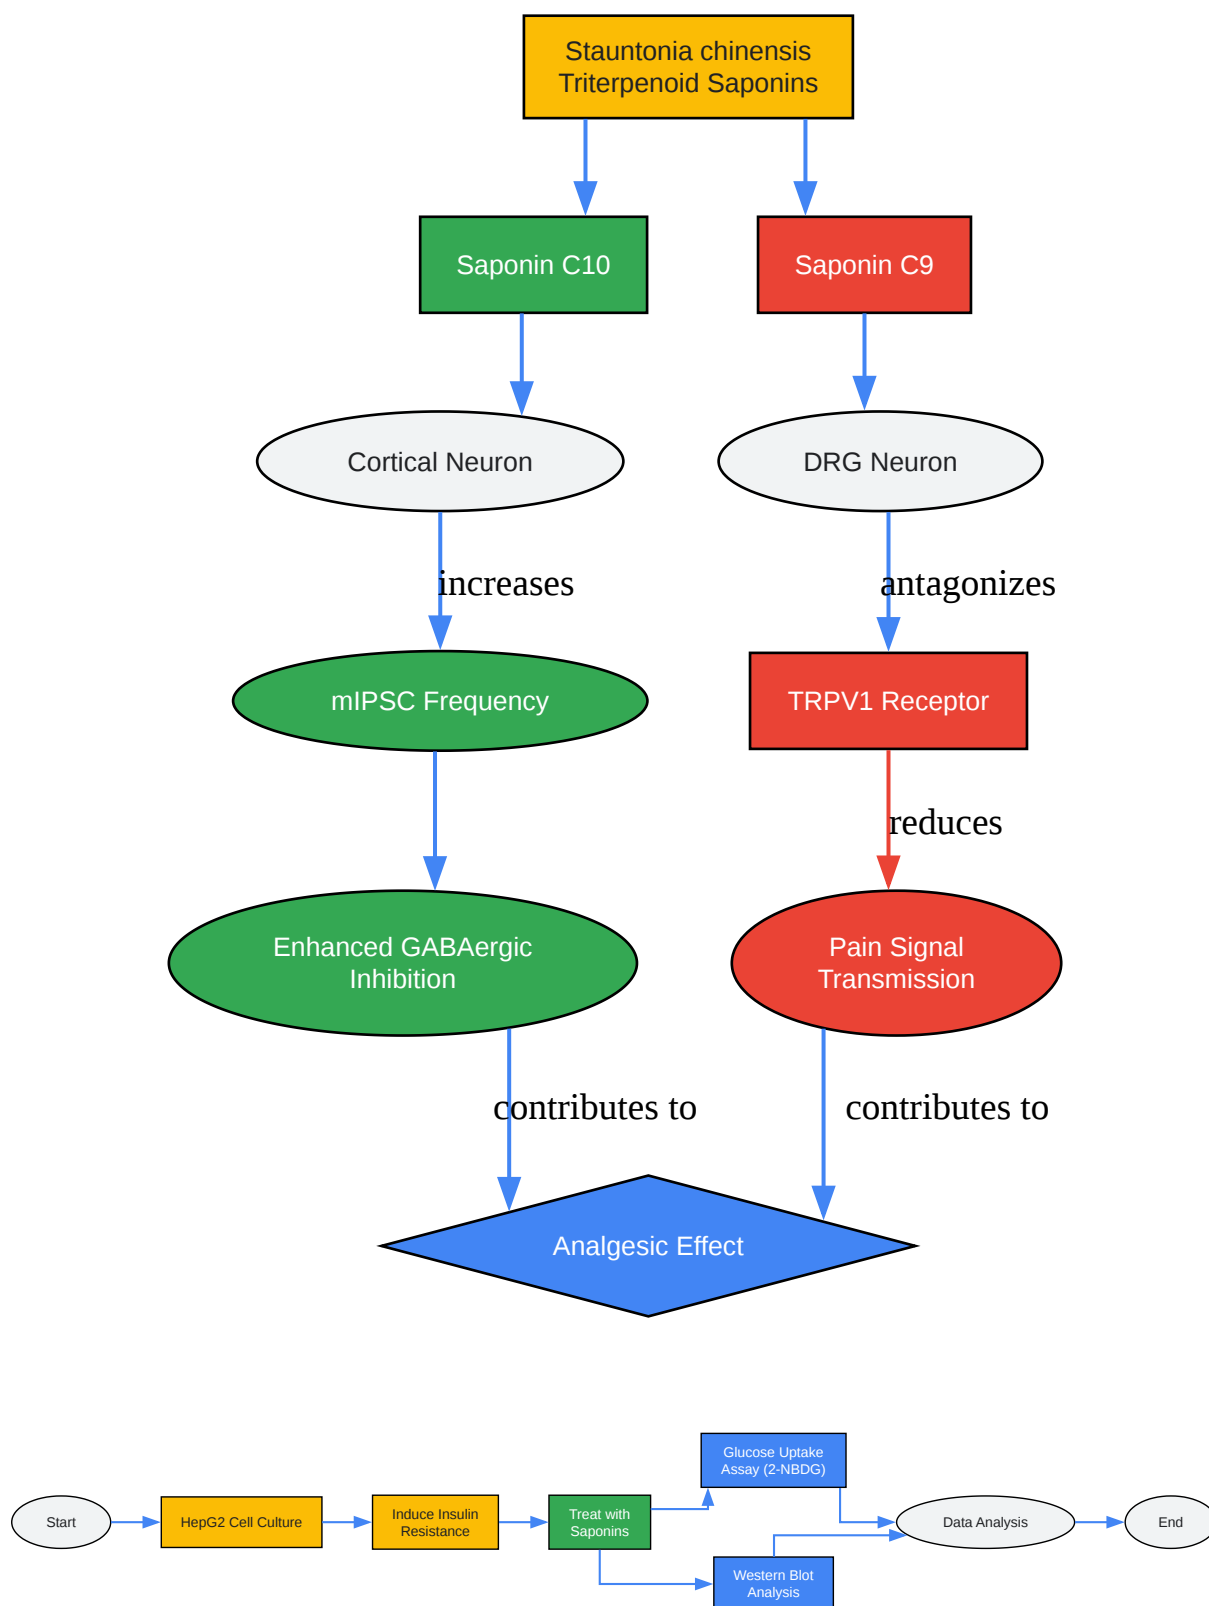 Stauntonia chinensis
Triterpenoid Saponins
Saponin C10
Saponin C9
Cortical Neuron
DRG Neuron
increases
antagonizes
mIPSC Frequency
TRPV1 Receptor
reduces
Enhanced GABAergic
Inhibition
Pain Signal
Transmission
contributes to
contributes to
Analgesic Effect
Start
HepG2 Cell Culture
Induce Insulin
Resistance
Treat with
Saponins
Glucose Uptake
Assay (2-NBDG)
Western Blot
Analysis
Data Analysis
End